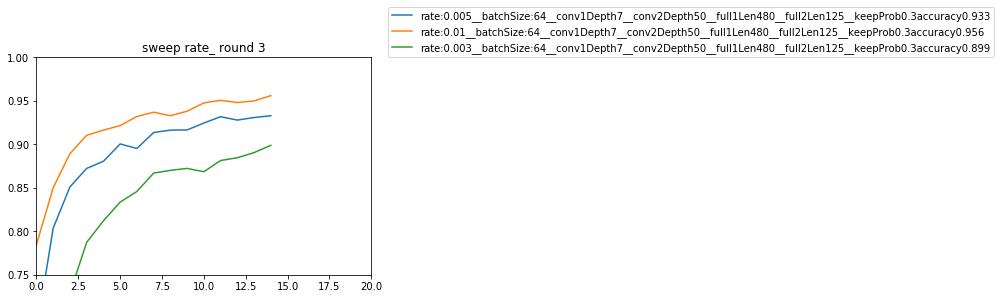 rate:0.005__batchSize:64__conv1Depth7__conv2Depth50__full1Len480__full2Len125__keepProb0.3accuracy0.933
rate:0.01__batchSize:64__conv1Depth7__conv2Depth50__full1Len480__full2Len125__keepProb0.3accuracy0.956
rate:0.003__batchSize:64__conv1Depth7__conv2Depth50__full1Len480__full2Len125__keepProb0.3accuracy0.899
sweep rate_ round 3
1.00
0.95
0.90
0.85
0.80
0.75
0.0 2.5 5.0 7.5 10.0 12.5 15.0 17.5 20.0